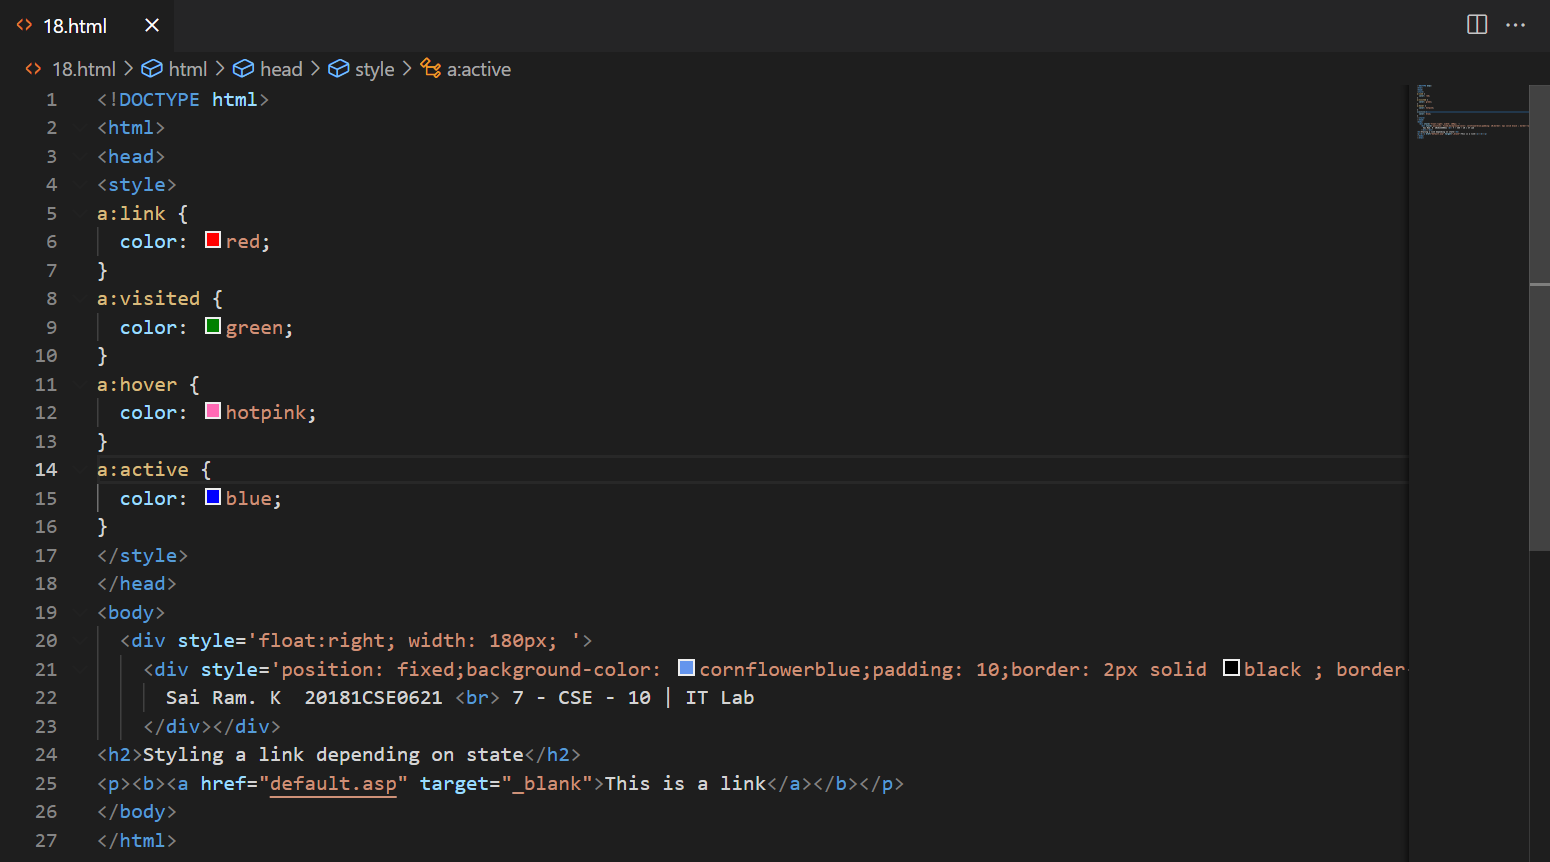 18.html
18.html > html > head > style > a:active
1 <!DOCTYPE html>
2 <html>
3 <head>
4 <style>
5 a:link {
6   color: red;
7 }
8 a:visited {
9   color: green;
10 }
11 a:hover {
12   color: hotpink;
13 }
14 a:active {
15   color: blue;
16 }
17 </style>
18 </head>
19 <body>
20   <div style='float:right; width: 180px; '>
21     <div style='position: fixed;background-color: cornflowerblue;padding: 10;border: 2px solid black ; border-
22       Sai Ram. K  20181CSE0621 <br> 7 - CSE - 10 | IT Lab
23     </div></div>
24 <h2>Styling a link depending on state</h2>
25 <p><b><a href="default.asp" target="_blank">This is a link</a></b></p>
26 </body>
27 </html>